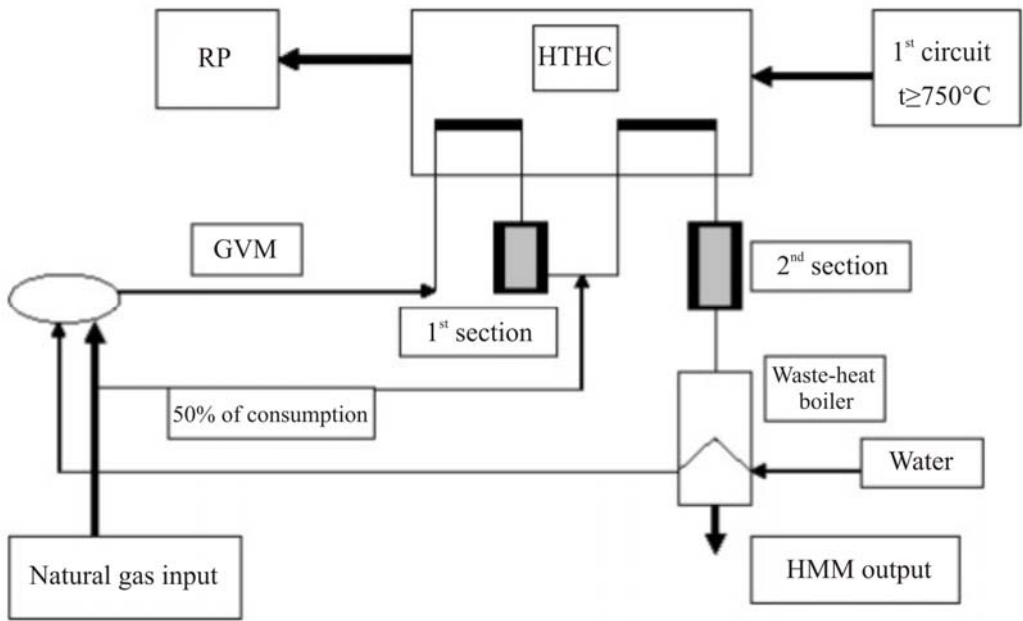 RP
HTHC
1st circuit
t≥750°C
GVM
2nd section
1st section
Waste-heat
boiler
50% of consumption
Water
Natural gas input
HMM output